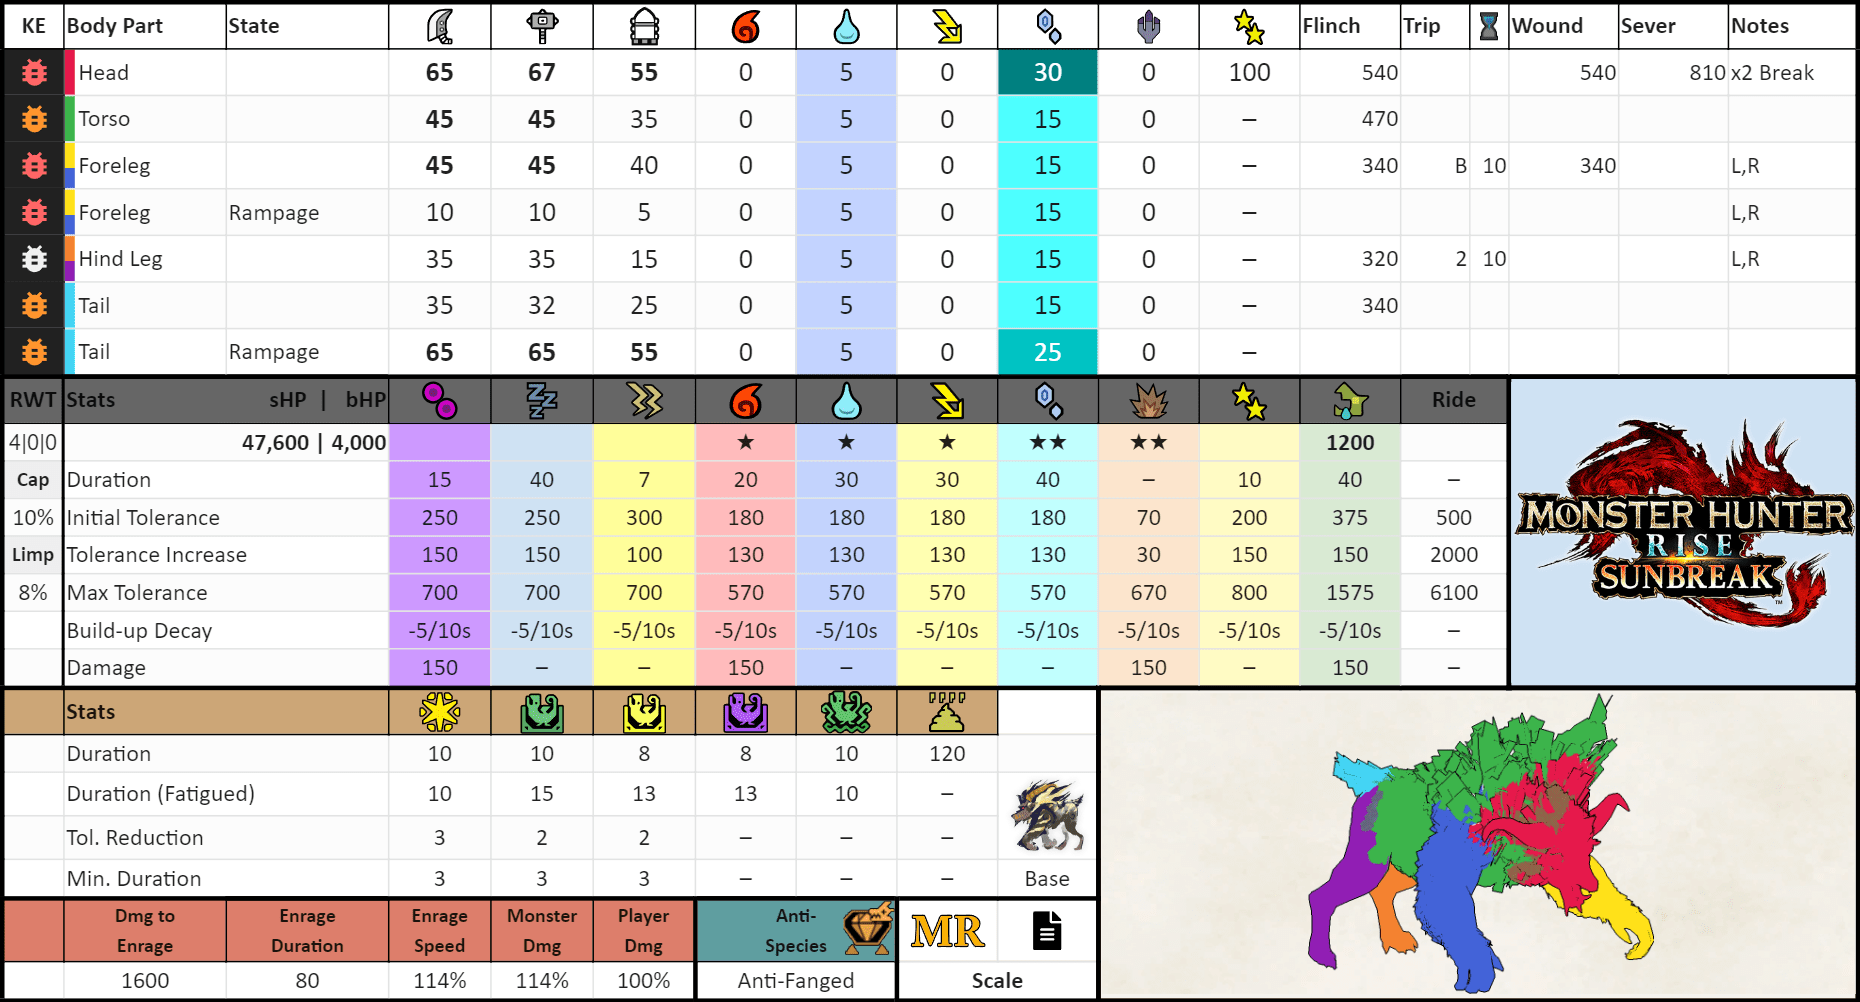 KE Body Part State Flinch Trip Wound Sever Notes
Head 65 67 55 0 5 0 30 0 100 540 540 810 x2 Break
Torso 45 45 35 0 5 0 15 0 – 470
Foreleg 45 45 40 0 5 0 15 0 – 340 B 10 340 L,R
Foreleg Rampage 10 10 5 0 5 0 15 0 – L,R
Hind Leg 35 35 15 0 5 0 15 0 – 320 2 10 L,R
Tail 35 32 25 0 5 0 15 0 – 340
Tail Rampage 65 65 55 0 5 0 25 0 –
RWT Stats sHP | bHP Ride
4|0|0 47,600 | 4,000 ★ ★ ★ ★★ ★★ 1200
Cap Duration 15 40 7 20 30 30 40 – 10 40 –
10% Initial Tolerance 250 250 300 180 180 180 180 70 200 375 500
Limp Tolerance Increase 150 150 100 130 130 130 130 30 150 150 2000
8% Max Tolerance 700 700 700 570 570 570 570 670 800 1575 6100
Build-up Decay -5/10s -5/10s -5/10s -5/10s -5/10s -5/10s -5/10s -5/10s -5/10s -5/10s –
Damage 150 – – 150 – – – 150 – 150 –
MONSTER HUNTER
RISE
SUNBREAK™
Stats
Duration 10 10 8 8 10 120
Duration (Fatigued) 10 15 13 13 10 –
Tol. Reduction 3 2 2 – – –
Min. Duration 3 3 3 – – – Base
Dmg to Enrage Enrage Monster Player Anti-
Enrage Duration Speed Dmg Dmg Species MR
1600 80 114% 114% 100% Anti-Fanged Scale